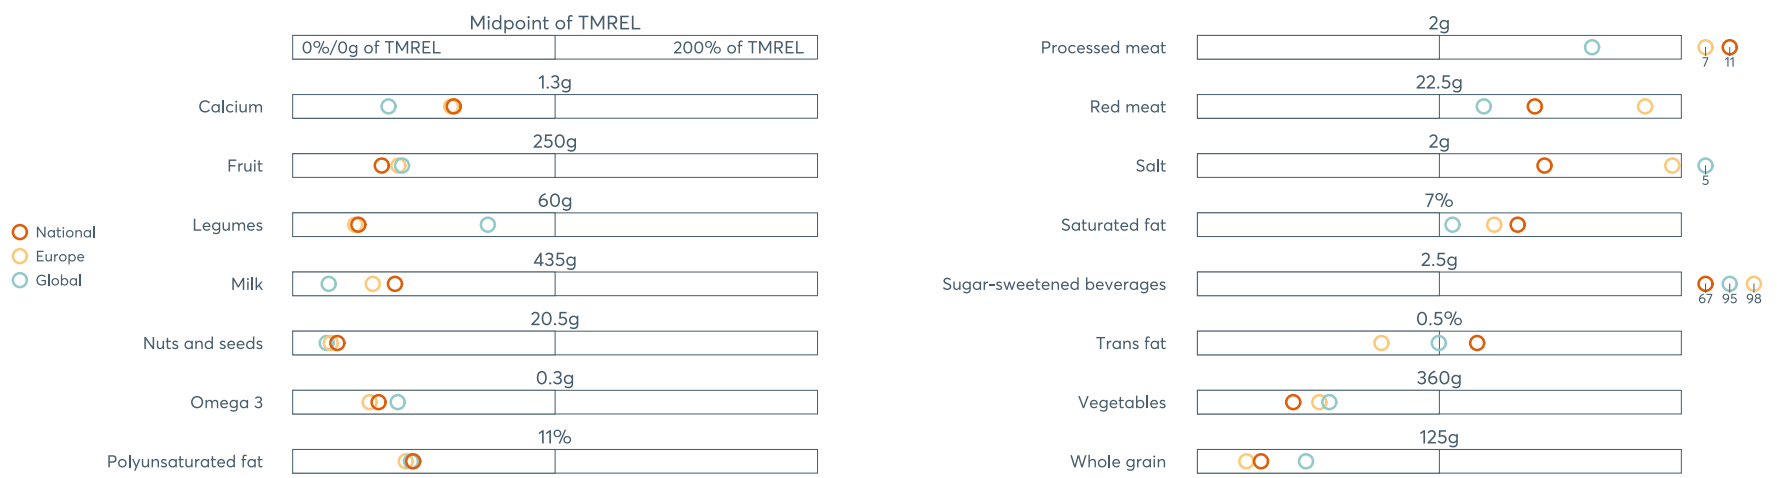 Midpoint of TMREL
0%/0g of TMREL 200% of TMREL
1.3g
Calcium
250g
Fruit
60g
Legumes
435g
Milk
20.5g
Nuts and seeds
0.3g
Omega 3
11%
Polyunsaturated fat
National
Europe
Global
2g
Processed meat
7 11
22.5g
Red meat
2g
Salt
5
7%
Saturated fat
2.5g
Sugar-sweetened beverages
67 95 98
0.5%
Trans fat
360g
Vegetables
125g
Whole grain